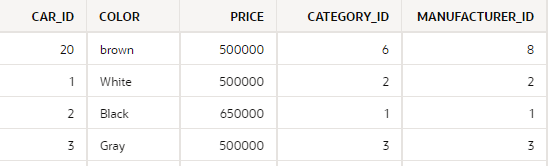 CAR_ID COLOR PRICE CATEGORY_ID MANUFACTURER_ID
20 brown 500000 6 8
1 White 500000 2 2
2 Black 650000 1 1
3 Gray 500000 3 3